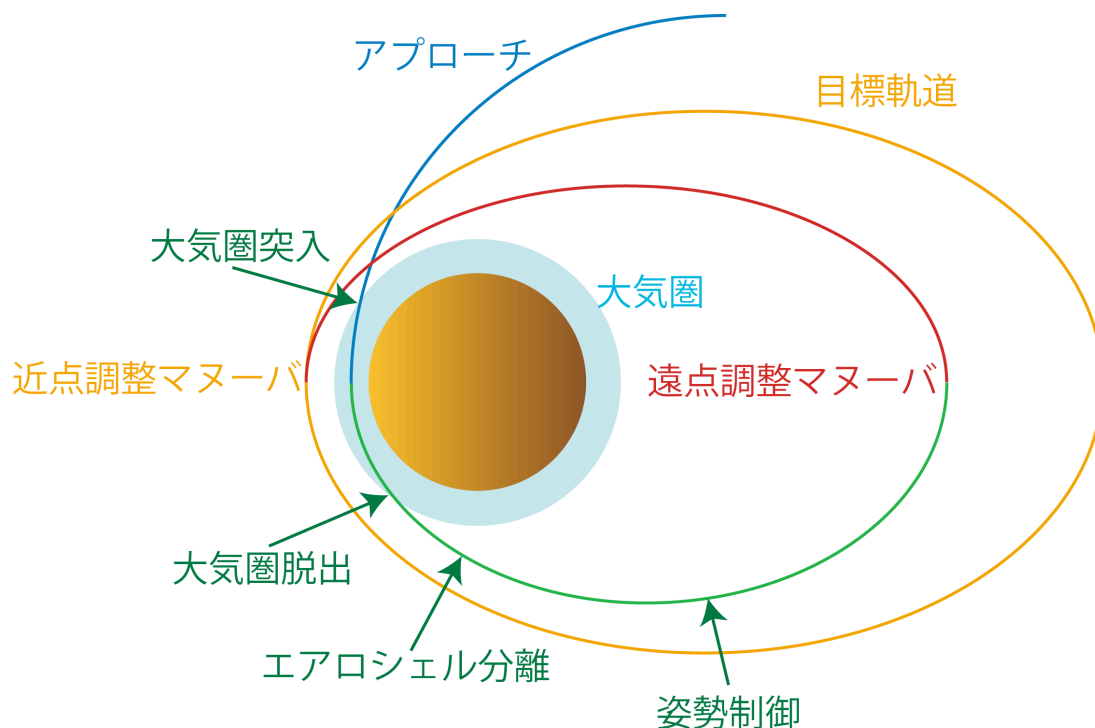 アプローチ
目標軌道
大気圏突入
大気圏
近点調整マヌーバ
遠点調整マヌーバ
大気圏脱出
エアロシェル分離
姿勢制御